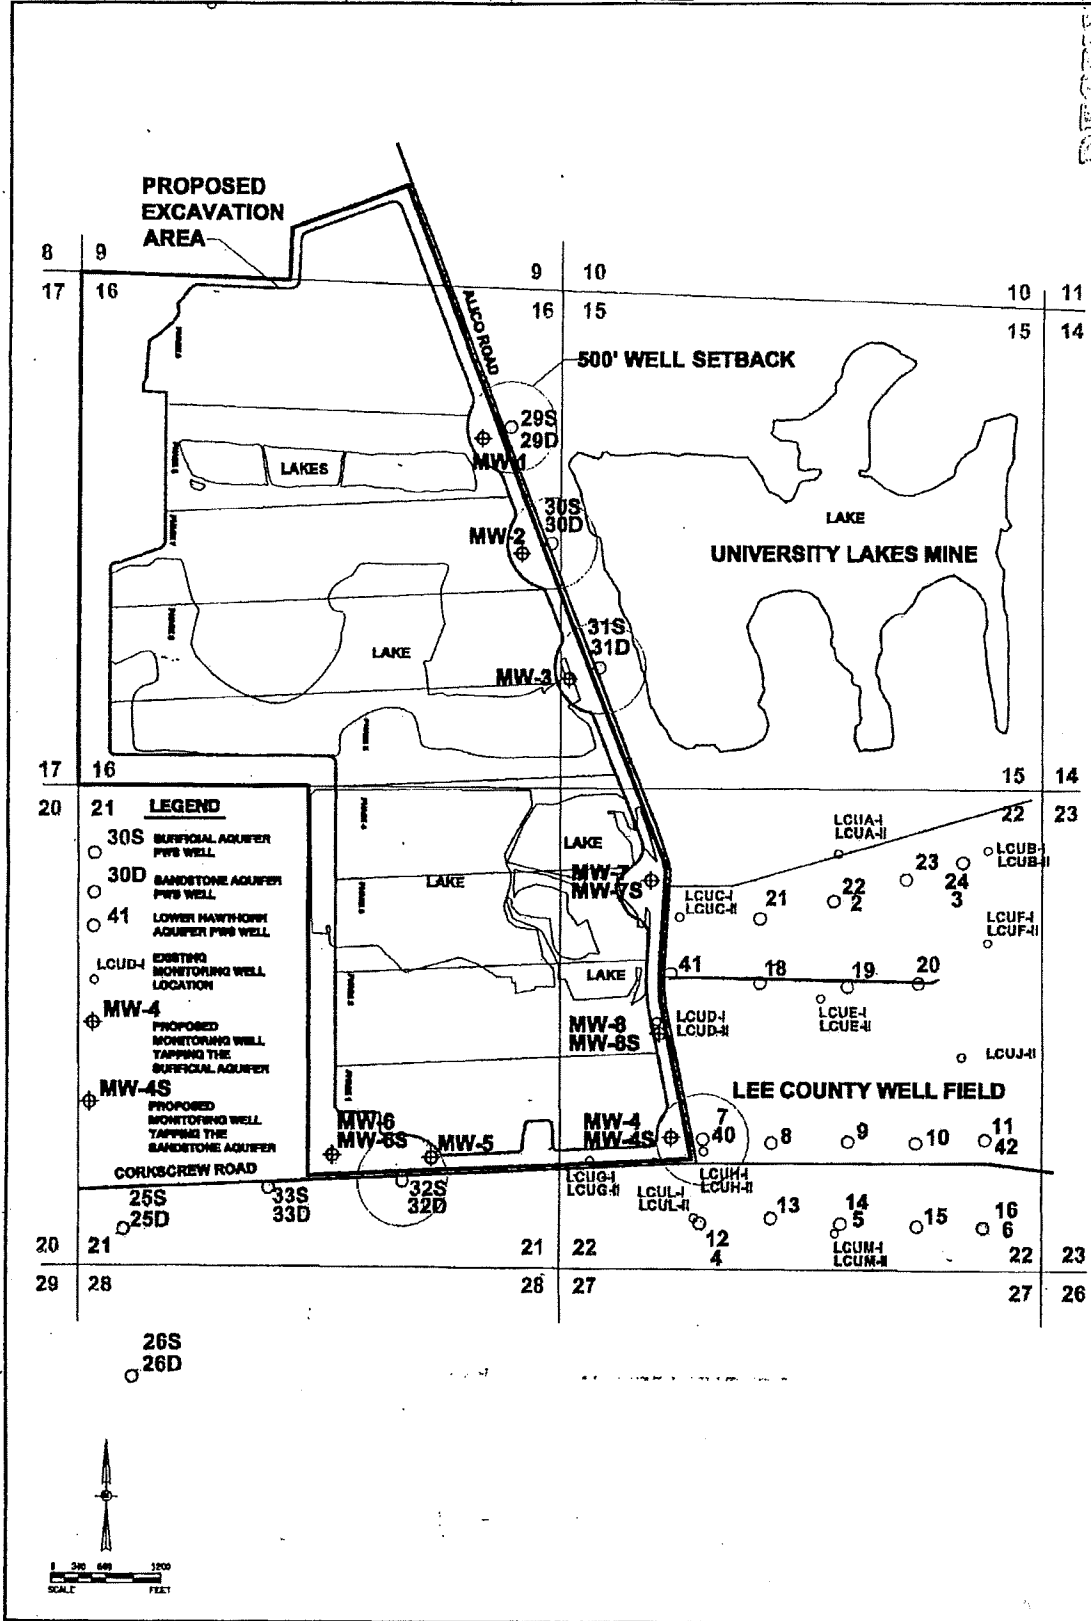 PROPOSED
EXCAVATION
AREA
8 9
17 16
9 10
16 15
10 11
15 14
ALICO ROAD
500' WELL SETBACK
29S
29D
MW-1
LAKES
30S
30D
MW-2
LAKE
UNIVERSITY LAKES MINE
31S
31D
LAKE
MW-3
17 16
20 21
15 14
22 23
LEGEND
30S SURFICIAL AQUIFER
PWS WELL
30D SANDSTONE AQUIFER
PWS WELL
41 LOWER HAWTHORN
AQUIFER PWS WELL
LCUD-I EXISTING
MONITORING WELL
LOCATION
MW-4
PROPOSED
MONITORING WELL
TAPPING THE
SURFICIAL AQUIFER
MW-4S
PROPOSED
MONITORING WELL
TAPPING THE
SANDSTONE AQUIFER
LAKE
LAKE
MW-7
MW-7S
LCUA-I
LCUA-II
LCUB-I
LCUB-II
23
24
3
22
2
21
LCUC-I
LCUC-II
LCUF-I
LCUF-II
LAKE
41
18
19
20
LCUE-I
LCUE-II
MW-8
MW-8S
LCUD-I
LCUD-II
LCUJ-II
LEE COUNTY WELL FIELD
MW-6
MW-6S
MW-5
MW-4
MW-4S
7
40
8
9
10
11
42
CORKSCREW ROAD
25S
25D
33S
33D
32S
32D
LCUG-I
LCUG-II
LCUH-I
LCUH-II
LCUL-I
LCUL-II
12
4
13
14
5
LCUM-I
LCUM-II
15
16
6
20 21
29 28
21 22
28 27
22 23
27 26
26S
26D
1200
SCALE FEET